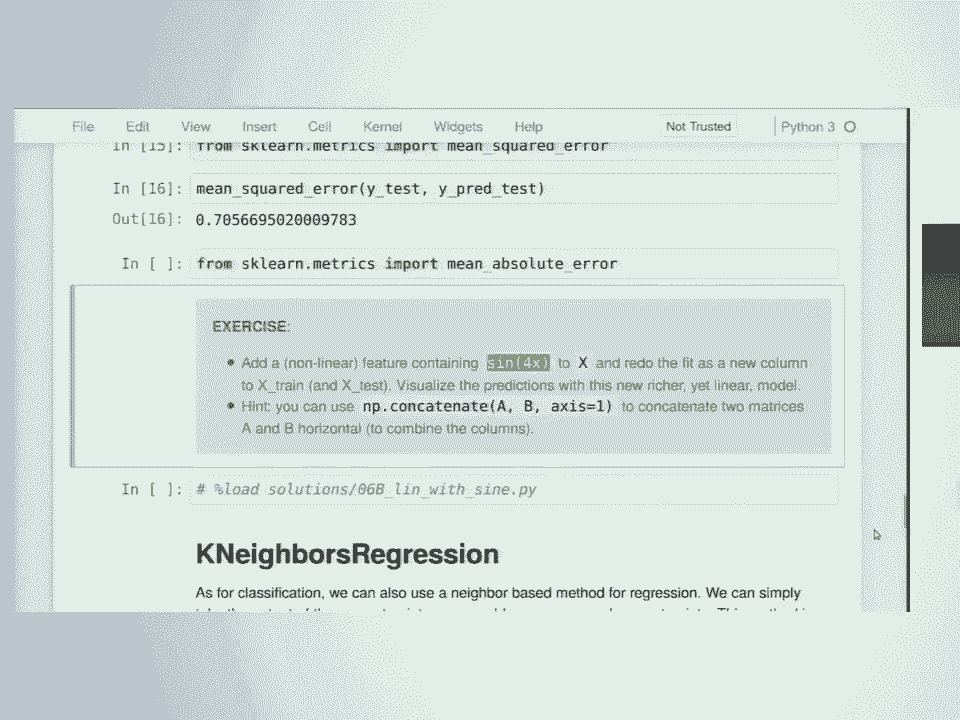 File Edit View Insert Cell Kernel Widgets Help Not Trusted Python 3
In [15]: from sklearn.metrics import mean_squared_error
In [16]: mean_squared_error(y_test, y_pred_test)
Out[16]: 0.7056695020009783
In [ ]: from sklearn.metrics import mean_absolute_error
EXERCISE:
Add a (non-linear) feature containing sin(4x) to X and redo the fit as a new column
to X_train (and X_test). Visualize the predictions with this new richer, yet linear, model.
Hint: you can use np.concatenate(A, B, axis=1) to concatenate two matrices
A and B horizontal (to combine the columns).
In [ ]: # %load solutions/06B_lin_with_sine.py
KNeighborsRegression
As for classification, we can also use a neighbor based method for regression. We can simply